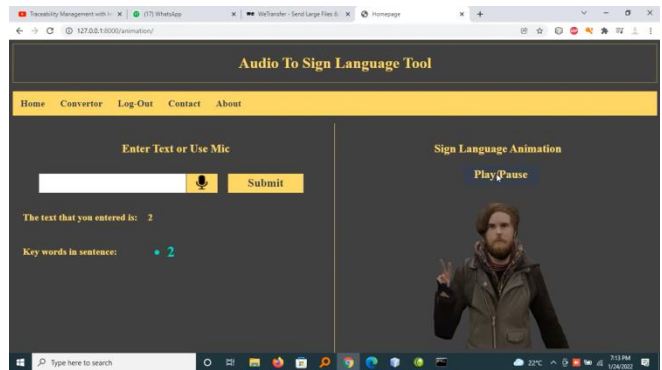 Traceability Management with I
(17) WhatsApp
WeTransfer - Send Large Files &
Homepage
127.0.0.1:8000/animation/
Audio To Sign Language Tool
Home Convertor Log-Out Contact About
Enter Text or Use Mic
Submit
The text that you entered is: 2
Key words in sentence:
2
Sign Language Animation
Play/Pause
Type here to search
22°C
7:13 PM
1/24/2022